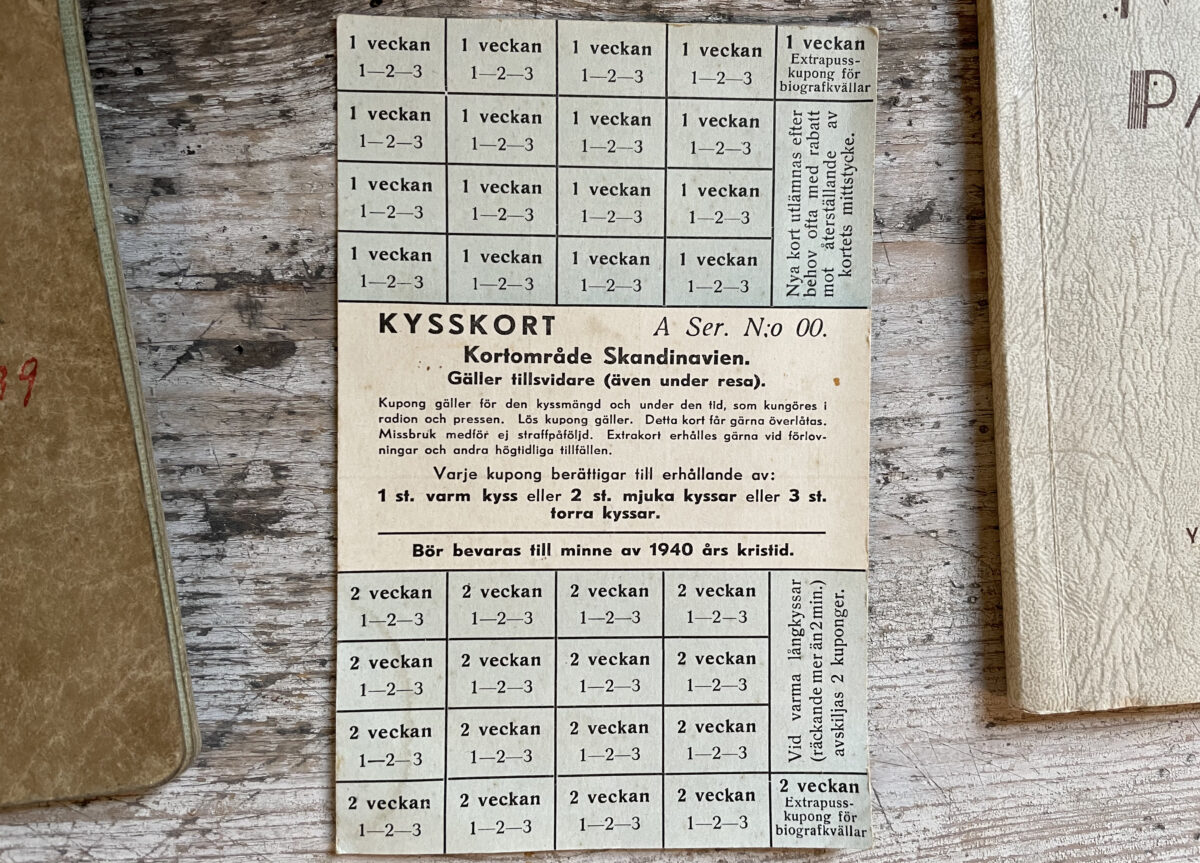 1 veckan 1 veckan 1 veckan 1 veckan 1 veckan
1—2—3 1—2—3 1—2—3 1—2—3 Extrapuss-
kupong för
biografkvällar
1 veckan 1 veckan 1 veckan 1 veckan
1—2—3 1—2—3 1—2—3 1—2—3
1 veckan 1 veckan 1 veckan 1 veckan
1—2—3 1—2—3 1—2—3 1—2—3
1 veckan 1 veckan 1 veckan 1 veckan
1—2—3 1—2—3 1—2—3 1—2—3
Nya kort utlämnas efter
behov ofta med rabatt
mot återställande av
kortets mittstycke.
KYSSKORT A Ser. N:o 00.
Kortområde Skandinavien.
Gäller tillsvidare (även under resa).
Kupong gäller för den kyssmängd och under den tid, som kungöres i
radion och pressen. Lös kupong gäller. Detta kort får gärna överlåtas.
Missbruk medför ej straffpåföljd. Extrakort erhålles gärna vid förlov-
ningar och andra högtidliga tillfällen.
Varje kupong berättigar till erhållande av:
1 st. varm kyss eller 2 st. mjuka kyssar eller 3 st.
torra kyssar.
Bör bevaras till minne av 1940 års kristid.
2 veckan 2 veckan 2 veckan 2 veckan
1—2—3 1—2—3 1—2—3 1—2—3
2 veckan 2 veckan 2 veckan 2 veckan
1—2—3 1—2—3 1—2—3 1—2—3
2 veckan 2 veckan 2 veckan 2 veckan
1—2—3 1—2—3 1—2—3 1—2—3
Vid varma långkyssar
(räckande mer än 2 min.)
avskiljas 2 kuponger.
2 veckan 2 veckan 2 veckan 2 veckan 2 veckan
1—2—3 1—2—3 1—2—3 1—2—3 Extrapuss-
kupong för
biografkvällar